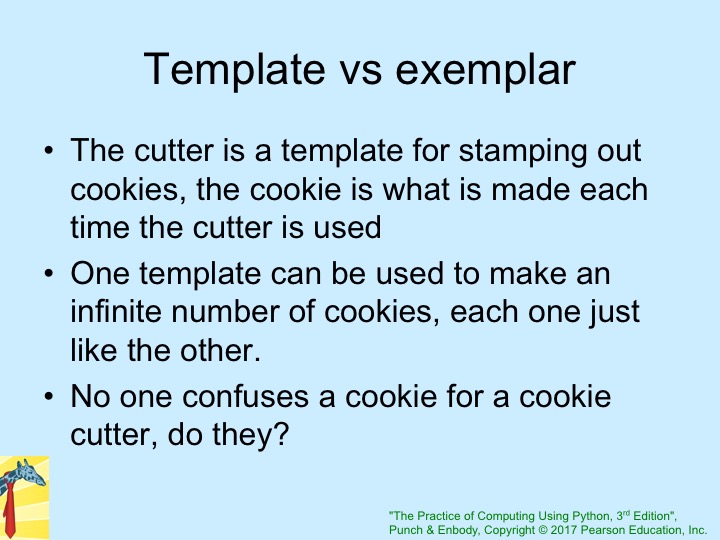 Template vs exemplar
• The cutter is a template for stamping out
cookies, the cookie is what is made each
time the cutter is used
• One template can be used to make an
infinite number of cookies, each one just
like the other.
• No one confuses a cookie for a cookie
cutter, do they?
"The Practice of Computing Using Python, 3rd Edition",
Punch & Enbody, Copyright © 2017 Pearson Education, Inc.